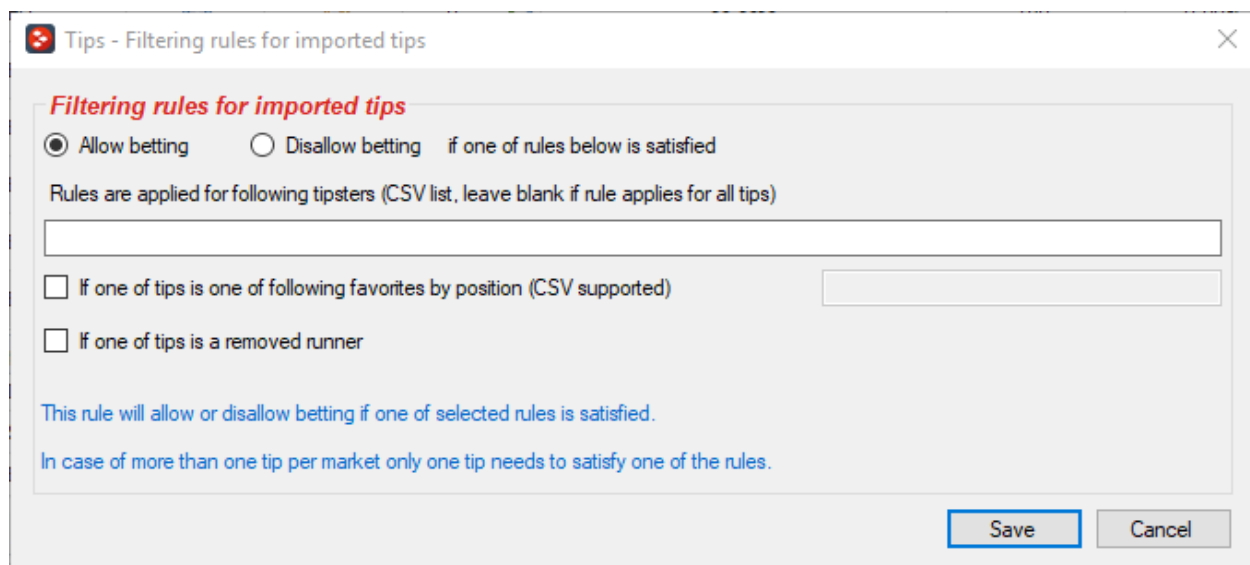 Tips - Filtering rules for imported tips
Filtering rules for imported tips
Allow betting Disallow betting if one of rules below is satisfied
Rules are applied for following tipsters (CSV list, leave blank if rule applies for all tips)
If one of tips is one of following favorites by position (CSV supported)
If one of tips is a removed runner
This rule will allow or disallow betting if one of selected rules is satisfied.
In case of more than one tip per market only one tip needs to satisfy one of the rules.
Save Cancel